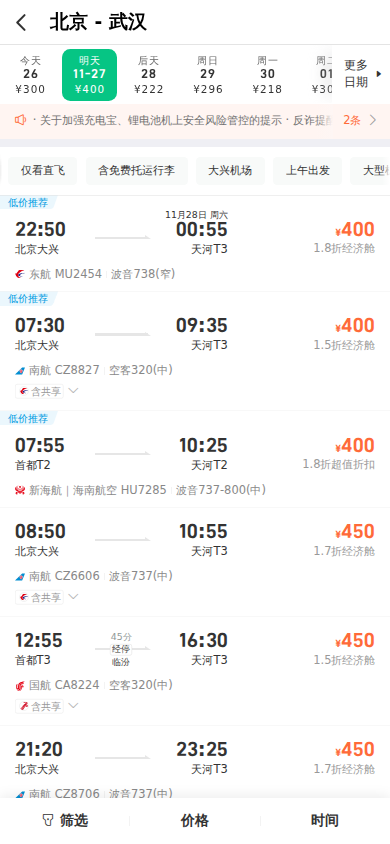 北京 - 武汉
今天 明天 后天 周日 周一 更多
26 11-27 28 29 30 日期
¥300 ¥400 ¥222 ¥296 ¥218
· 关于加强充电宝、锂电池机上安全风险管控的提示 · 反诈提 2条
仅看直飞 含免费托运行李 大兴机场 上午出发 大型
低价推荐
11月28日 周六
22:50 00:55 ¥400
北京大兴 天河T3 1.8折经济舱
东航 MU2454 波音738(窄)
低价推荐
07:30 09:35 ¥400
北京大兴 天河T3 1.5折经济舱
南航 CZ8827 空客320(中)
含共享
低价推荐
07:55 10:25 ¥400
首都T2 天河T2 1.8折超值折扣
新海航｜海南航空 HU7285 波音737-800(中)
08:50 10:55 ¥450
北京大兴 天河T3 1.7折经济舱
南航 CZ6606 波音737(中)
含共享
45分
12:55 经停 16:30 ¥450
首都T3 临汾 天河T3 1.5折经济舱
国航 CA8224 空客320(中)
含共享
21:20 23:25 ¥450
北京大兴 天河T3 1.7折经济舱
南航 CZ8706 波音737(中)
筛选 价格 时间